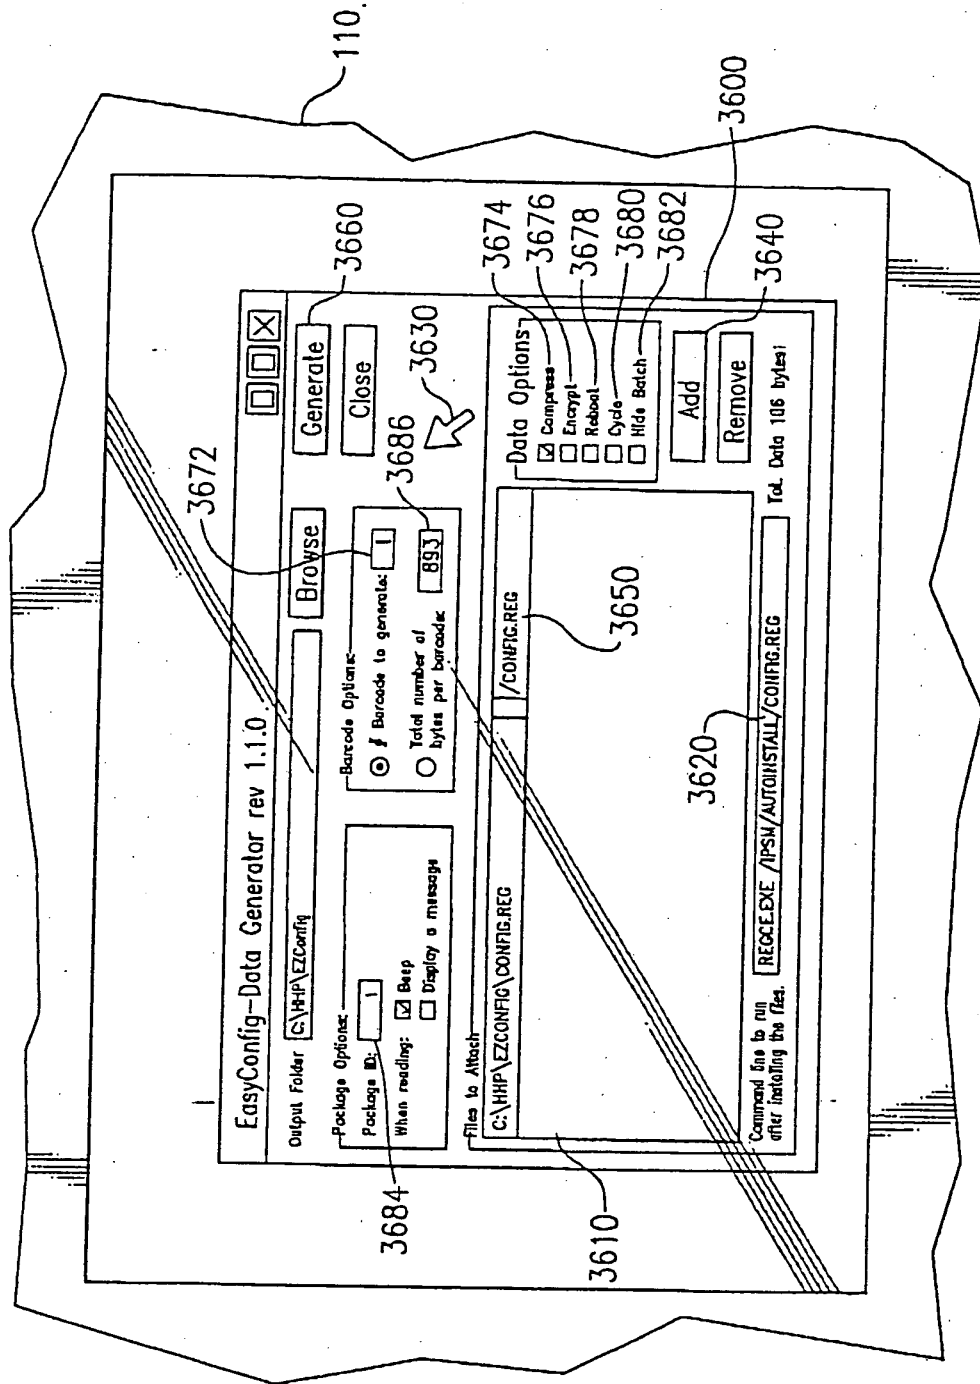 110
EasyConfig-Data Generator rev 1.1.0
Output Folder C:\HHP\EZConfig Browse Generate
3660
Close
3672
Package Options:
Package ID: 1
When reading: Beep
Display a message
3684
Barcode Options:
# Barcode to generate: 1
Total number of
bytes per barcode: 893
3686
3630
Files to Attach
C:\HHP\EZCONFIG\CONFIG.REG /CONFIG.REG
3610
3650
Data Options
Compress 3674
Encrypt 3676
Reboot 3678
Cycle 3680
Hide Batch 3682
Add 3640
Remove
3600
3620
Command line to run
after installing the files.
REGCE.EXE /IPSM/AUTOINSTALL/CONFIG.REG
Tot. Data 106 bytes;